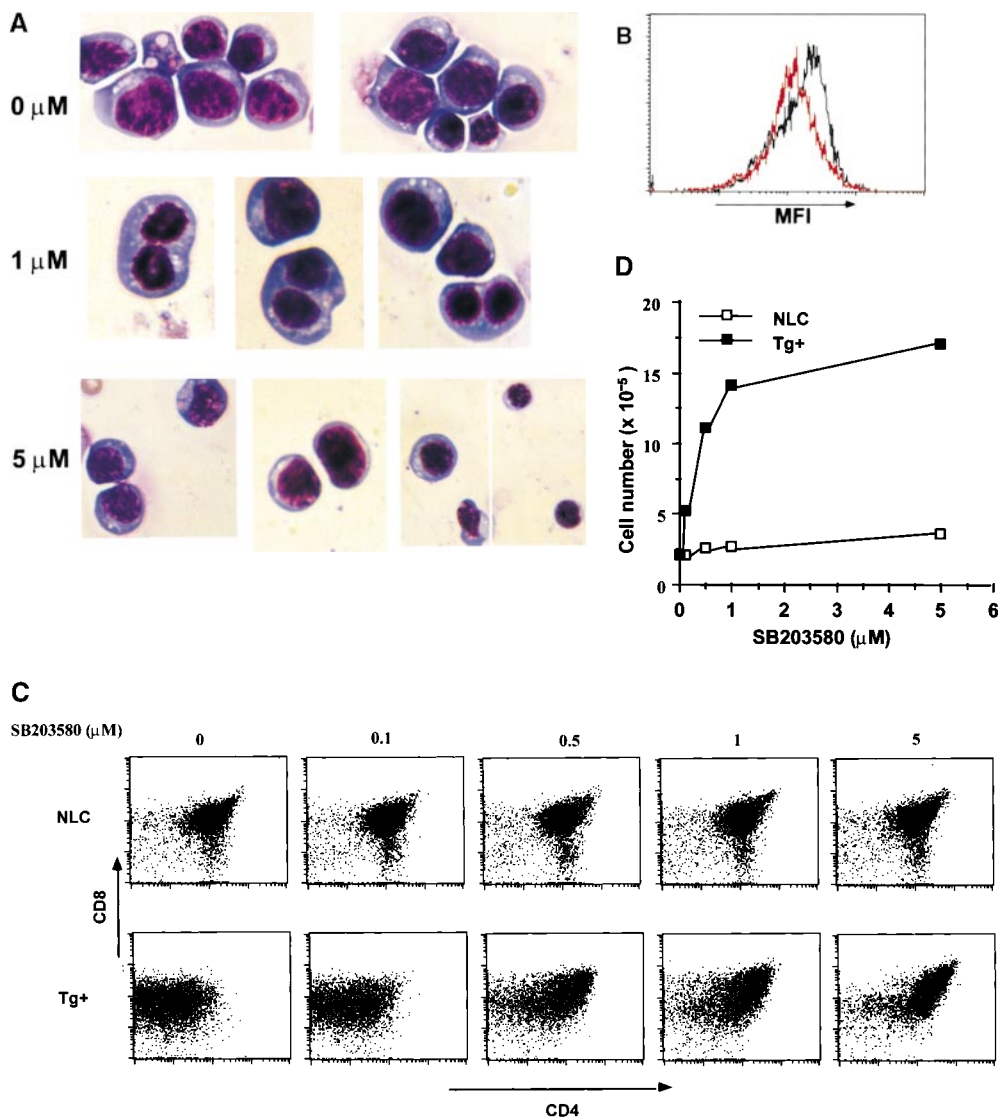 A
0 μM
1 μM
5 μM
B
MFI
D
20
15
10
5
0
NLC
Tg+
Cell number (x 10⁻⁵)
0 1 2 3 4 5 6
SB203580 (μM)
C
SB203580 (μM)
0 0.1 0.5 1 5
NLC
Tg+
CD8
CD4